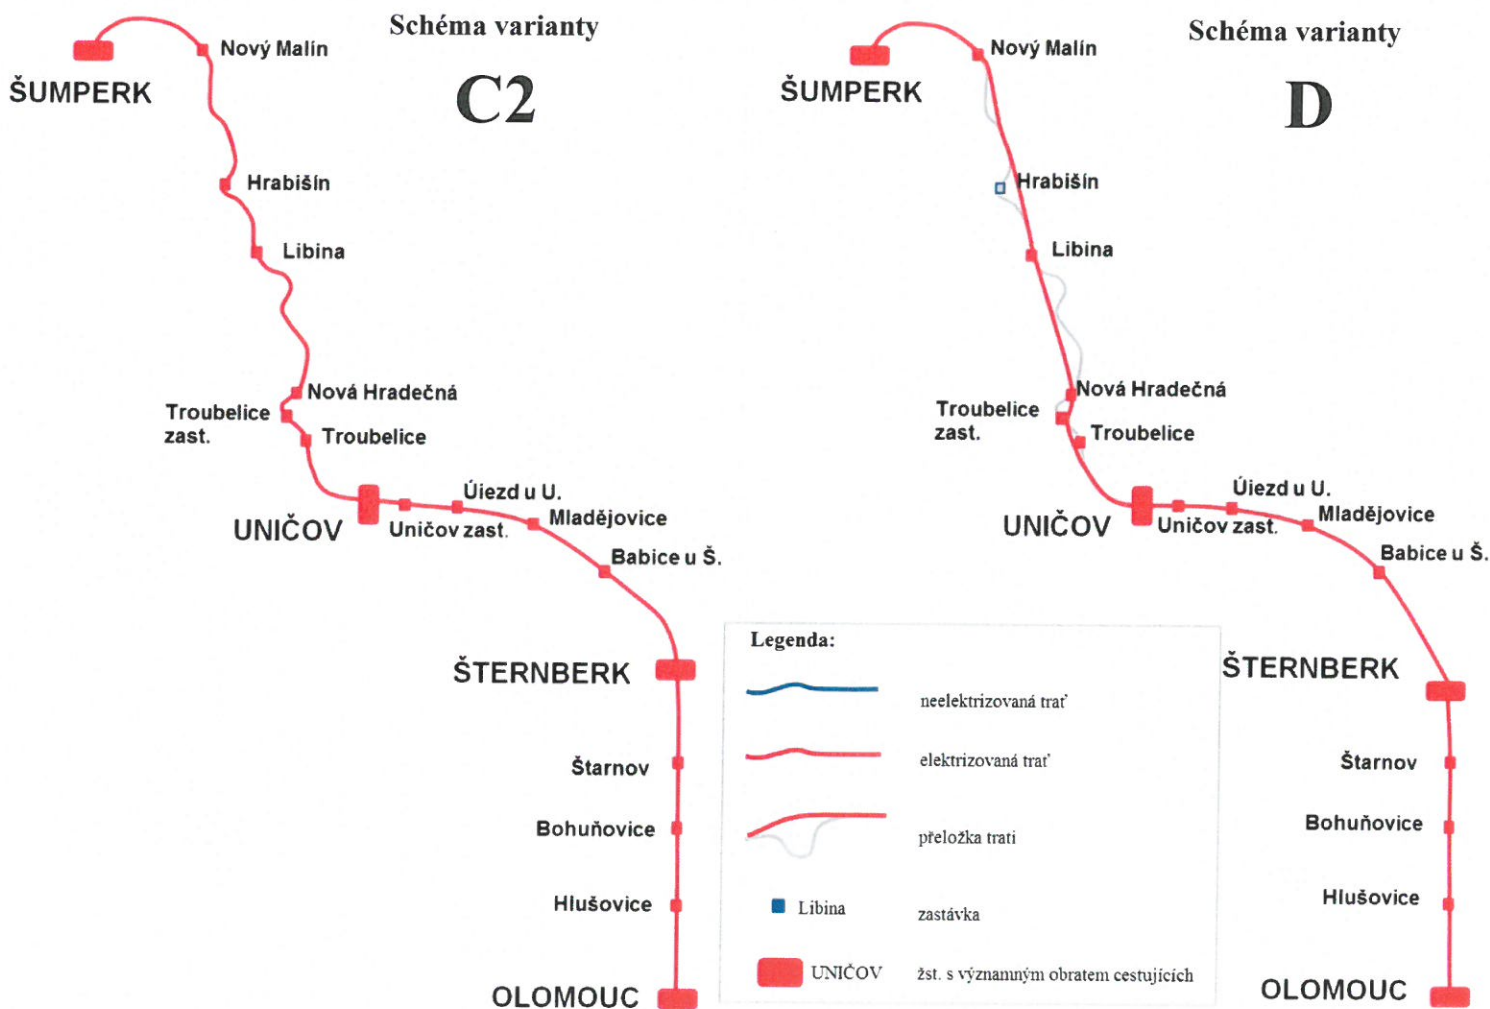 Schéma varianty
C2
Nový Malín
ŠUMPERK
Hrabišín
Libina
Nová Hradečná
Troubelice
zast.
Troubelice
Úiezd u U.
UNIČOV
Uničov zast.
Mladějovice
Babice u Š.
ŠTERNBERK
Štarnov
Bohuňovice
Hlušovice
OLOMOUC
Schéma varianty
D
Nový Malín
ŠUMPERK
Hrabišín
Libina
Nová Hradečná
Troubelice
zast.
Troubelice
Úiezd u U.
UNIČOV
Uničov zast.
Mladějovice
Babice u Š.
ŠTERNBERK
Štarnov
Bohuňovice
Hlušovice
OLOMOUC
Legenda:
neelektrizovaná trať
elektrizovaná trať
přeložka trati
Libina zastávka
UNIČOV žst. s významným obratem cestujících